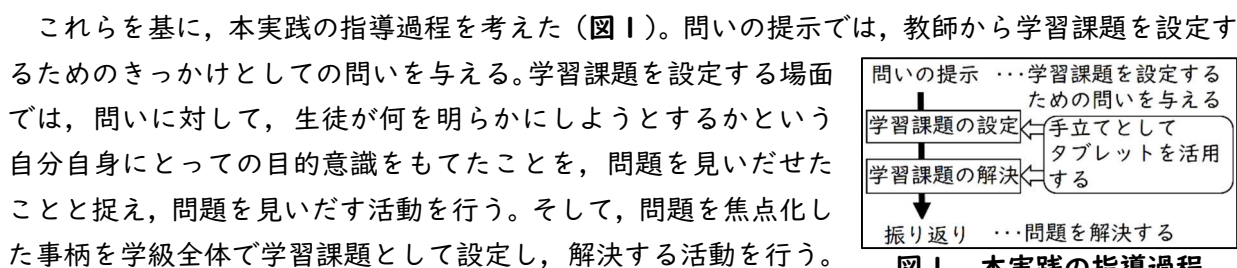 これらを基に，本実践の指導過程を考えた（図１）。問いの提示では，教師から学習課題を設定す
るためのきっかけとしての問いを与える。学習課題を設定する場面
では，問いに対して，生徒が何を明らかにしようとするかという
自分自身にとっての目的意識をもてたことを，問題を見いだせた
ことと捉え，問題を見いだす活動を行う。そして，問題を焦点化し
た事柄を学級全体で学習課題として設定し，解決する活動を行う。
問いの提示 …学習課題を設定する
ための問いを与える
学習課題の設定
手立てとして
タブレットを活用
する
学習課題の解決
振り返り …問題を解決する
図１ 本実践の指導過程